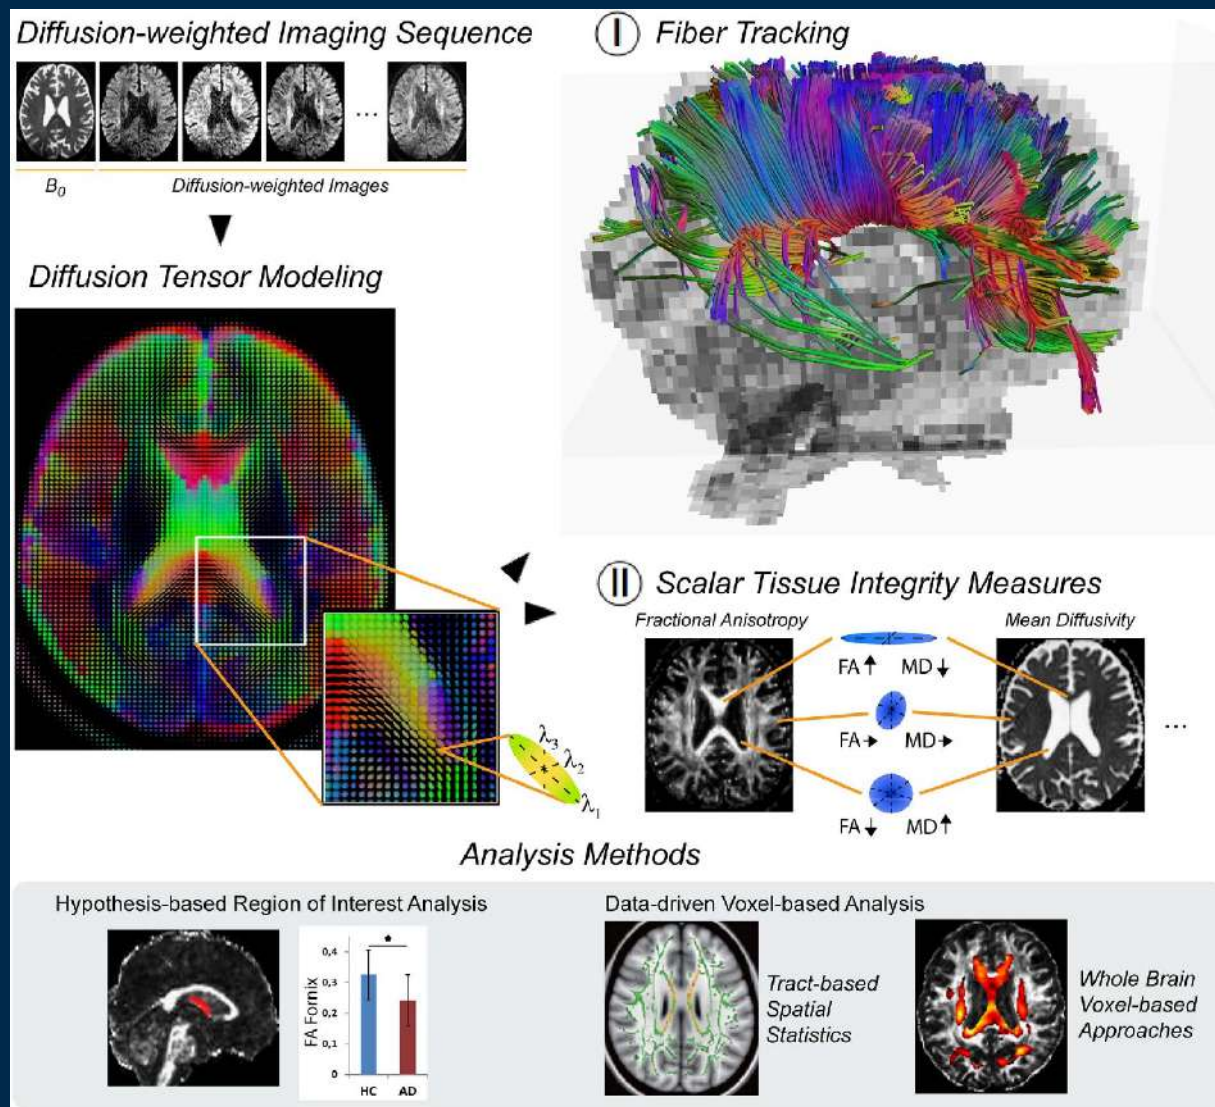 Diffusion-weighted Imaging Sequence
...
B0
Diffusion-weighted Images
Diffusion Tensor Modeling
λ3
λ2
λ1
I Fiber Tracking
II Scalar Tissue Integrity Measures
Fractional Anisotropy
Mean Diffusivity
FA↑ MD↓
FA→ MD→
FA↓ MD↑
...
Analysis Methods
Hypothesis-based Region of Interest Analysis
FA Fornix
0,4
0,3
0,2
0,1
0
*
HC AD
Data-driven Voxel-based Analysis
Tract-based
Spatial
Statistics
Whole Brain
Voxel-based
Approaches